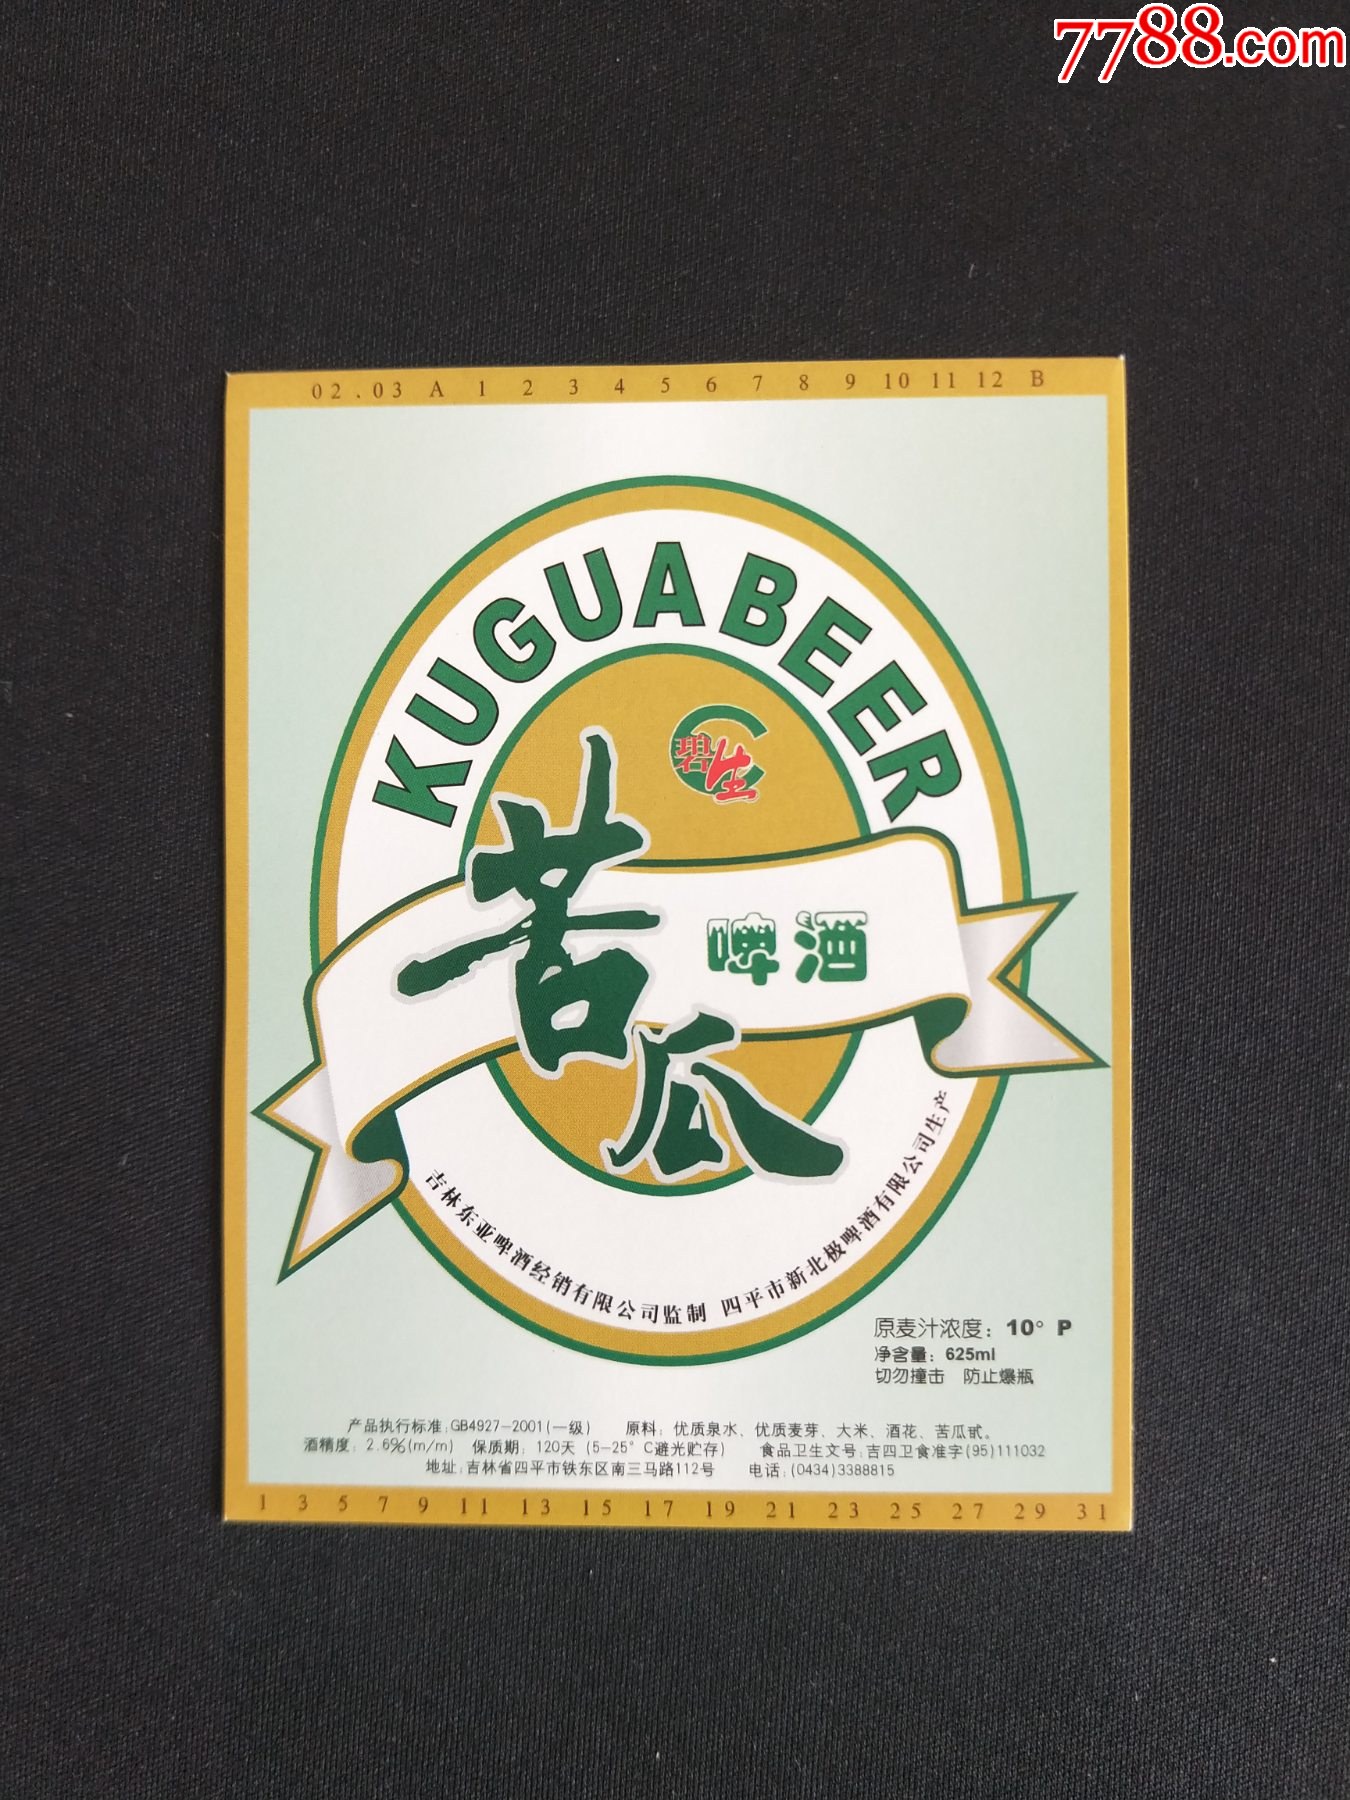 7788.com
02.03 A 1 2 3 4 5 6 7 8 9 10 11 12 B
KUGUA BEER
碧生
苦瓜
啤酒
吉林东亚啤酒经销有限公司监制 四平市新北极啤酒有限公司生产
原麦汁浓度：10° P
净含量：625ml
切勿撞击 防止爆瓶
产品执行标准:GB4927-2001(一级) 原料：优质泉水、优质麦芽、大米、酒花、苦瓜甙。
酒精度：2.6%(m/m) 保质期：120天（5-25°C避光贮存） 食品卫生文号:吉四卫食准字(95)111032
地址:吉林省四平市铁东区南三马路112号 电话:(0434)3388815
1 3 5 7 9 11 13 15 17 19 21 23 25 27 29 31